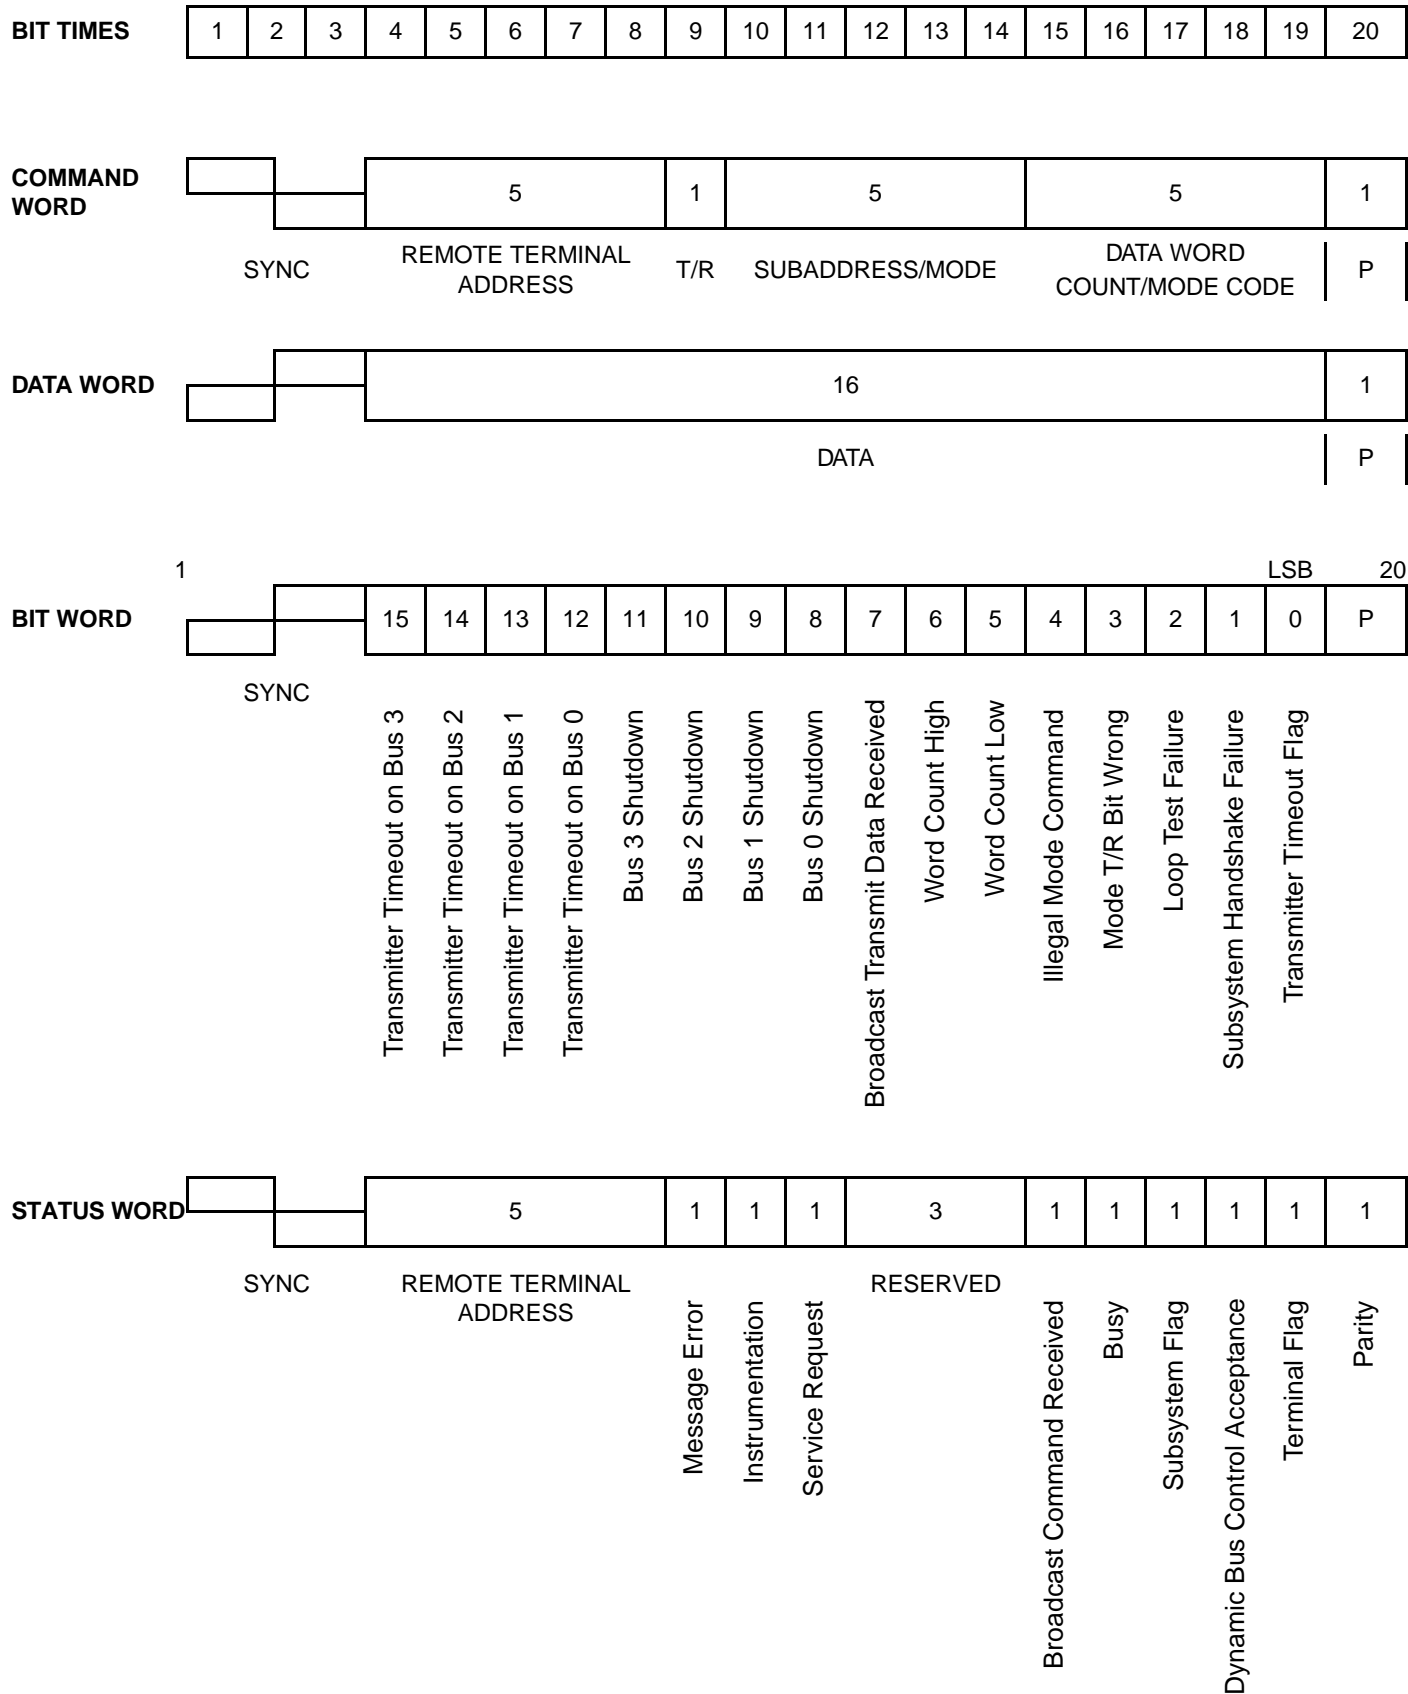 BIT TIMES 1 2 3 4 5 6 7 8 9 10 11 12 13 14 15 16 17 18 19 20
COMMAND
WORD
5 1 5 5 1
SYNC
REMOTE TERMINAL
ADDRESS
T/R
SUBADDRESS/MODE
DATA WORD
COUNT/MODE CODE
P
DATA WORD 16 1
DATA P
1 LSB 20
BIT WORD 15 14 13 12 11 10 9 8 7 6 5 4 3 2 1 0 P
SYNC
Transmitter Timeout on Bus 3
Transmitter Timeout on Bus 2
Transmitter Timeout on Bus 1
Transmitter Timeout on Bus 0
Bus 3 Shutdown
Bus 2 Shutdown
Bus 1 Shutdown
Bus 0 Shutdown
Broadcast Transmit Data Received
Word Count High
Word Count Low
Illegal Mode Command
Mode T/R Bit Wrong
Loop Test Failure
Subsystem Handshake Failure
Transmitter Timeout Flag
STATUS WORD 5 1 1 1 3 1 1 1 1 1 1
SYNC
REMOTE TERMINAL
ADDRESS
Message Error
Instrumentation
Service Request
RESERVED
Broadcast Command Received
Busy
Subsystem Flag
Dynamic Bus Control Acceptance
Terminal Flag
Parity